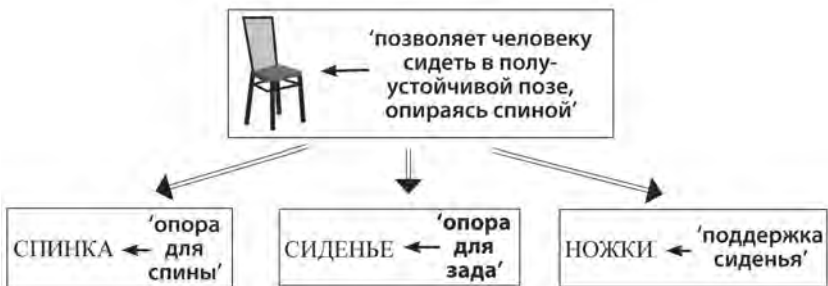 ‘позволяет человеку
сидеть в полу-
устойчивой позе,
опираясь спиной’
СПИНКА
‘опора
для
спины’
СИДЕНЬЕ
‘опора
для
зада’
НОЖКИ
‘поддержка
сиденья’